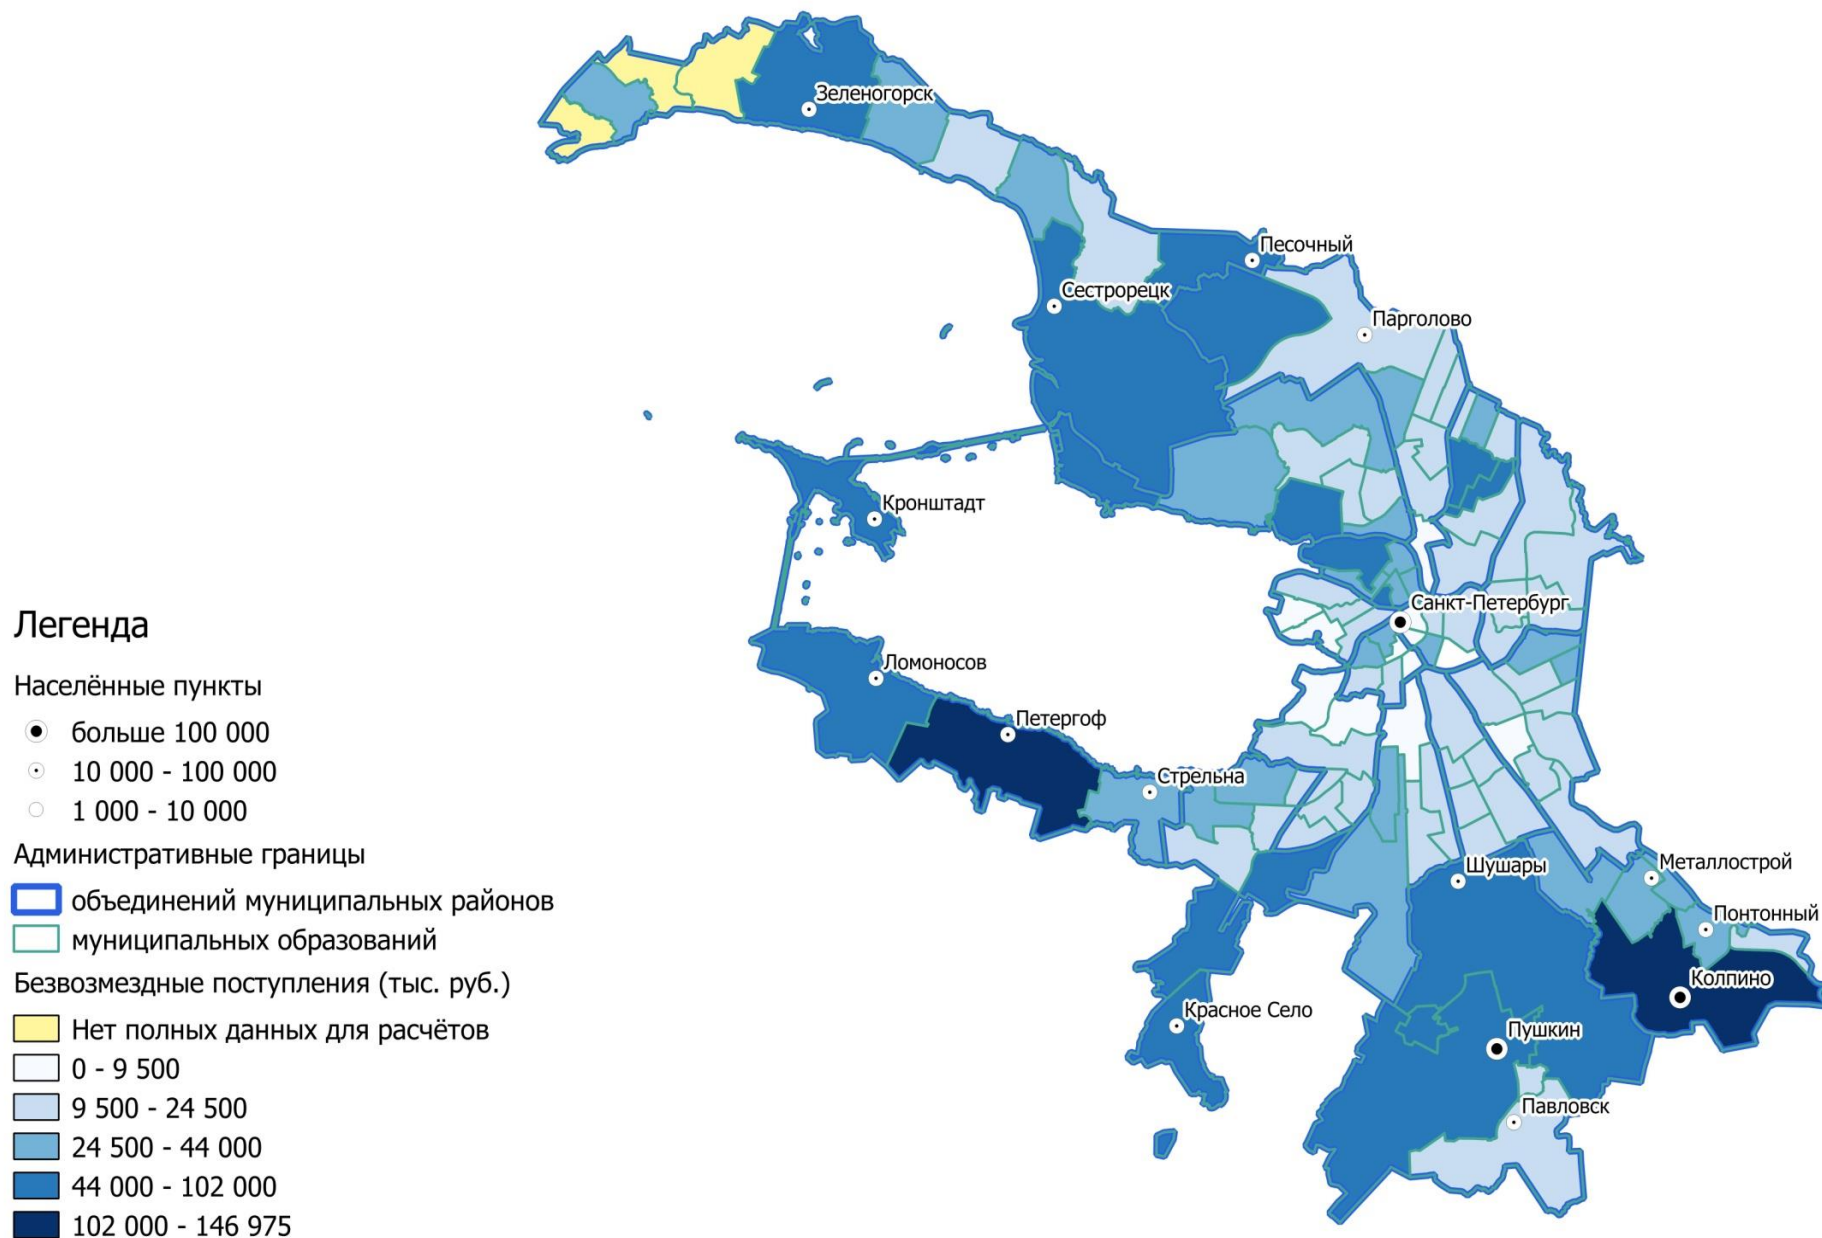 Зеленогорск
Песочный
Сестрорецк
Парголово
Кронштадт
Санкт-Петербург
Ломоносов
Петергоф
Стрельна
Шушары
Металлострой
Понтонный
Колпино
Красное Село
Пушкин
Павловск
Легенда
Населённые пункты
больше 100 000
10 000 - 100 000
1 000 - 10 000
Административные границы
объединений муниципальных районов
муниципальных образований
Безвозмездные поступления (тыс. руб.)
Нет полных данных для расчётов
0 - 9 500
9 500 - 24 500
24 500 - 44 000
44 000 - 102 000
102 000 - 146 975